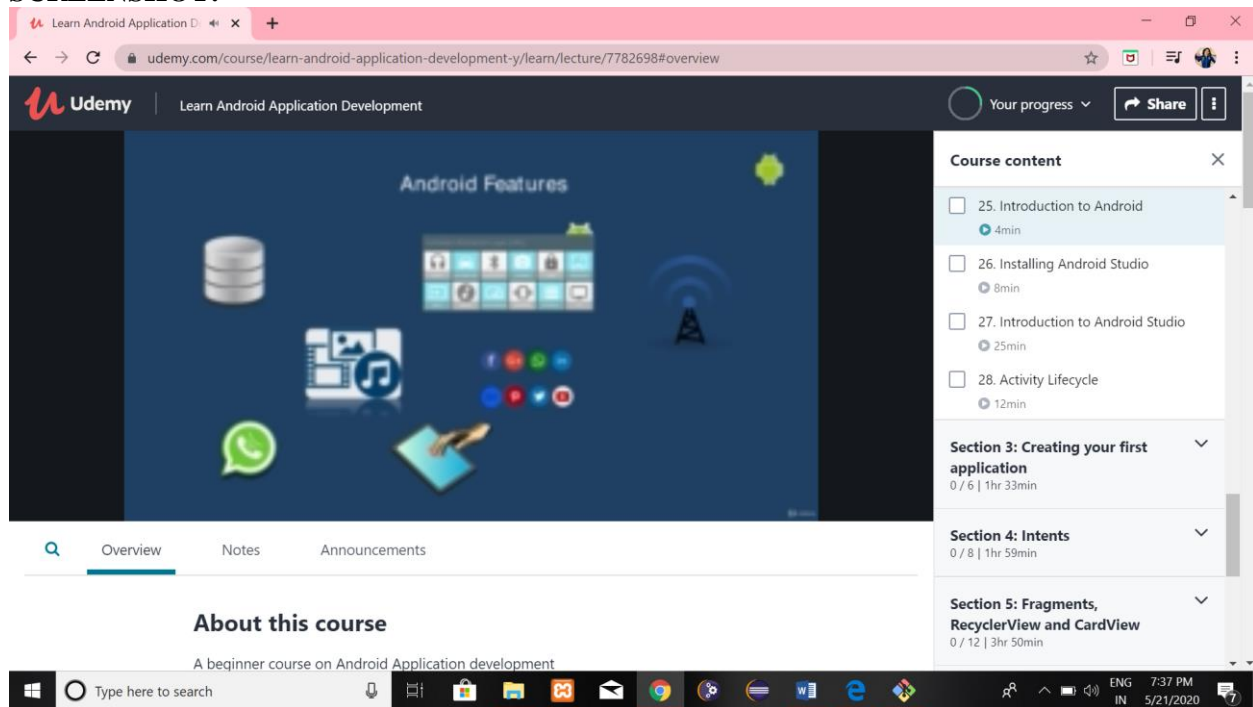 SCREENSHOT:
Learn Android Application D
udemy.com/course/learn-android-application-development-y/learn/lecture/7782698#overview
Udemy
Learn Android Application Development
Your progress
Share
Android Features
Course content
25. Introduction to Android
4min
26. Installing Android Studio
8min
27. Introduction to Android Studio
25min
28. Activity Lifecycle
12min
Section 3: Creating your first
application
0 / 6 | 1hr 33min
Section 4: Intents
0 / 8 | 1hr 59min
Section 5: Fragments,
RecyclerView and CardView
0 / 12 | 3hr 50min
Overview
Notes
Announcements
About this course
A beginner course on Android Application development
Type here to search
ENG
IN
7:37 PM
5/21/2020
7